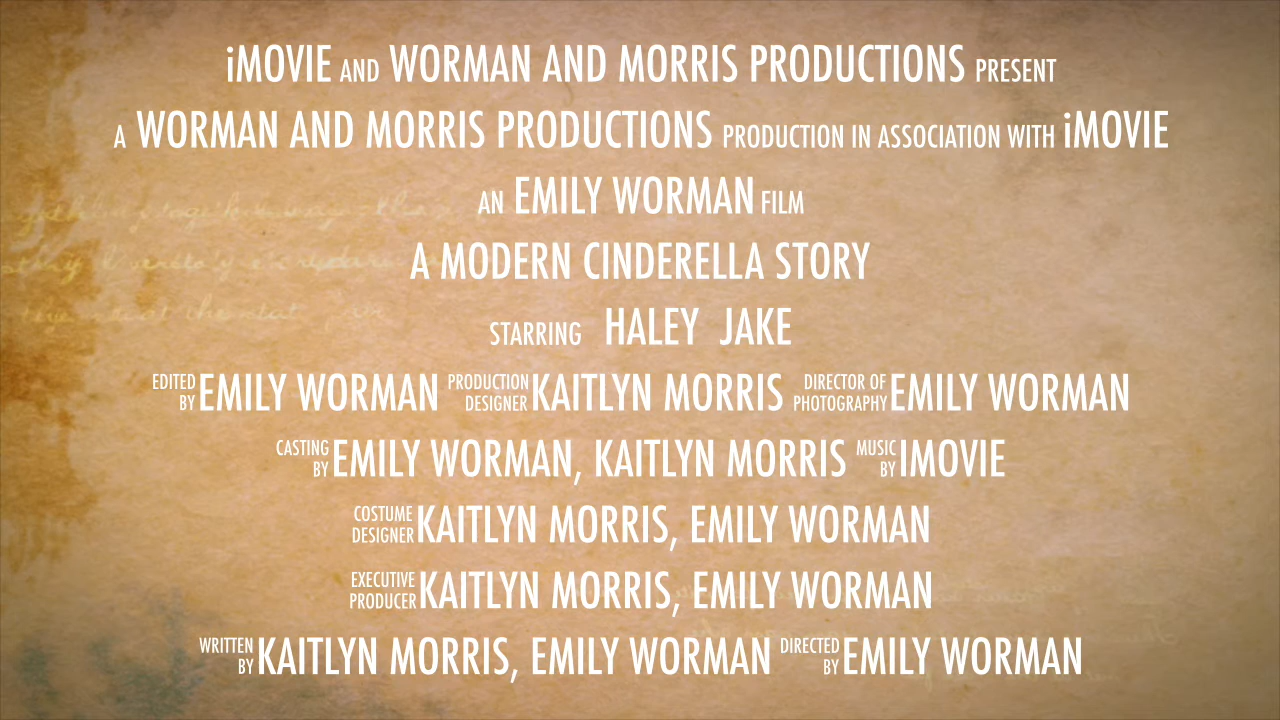 iMOVIE AND WORMAN AND MORRIS PRODUCTIONS PRESENT
A WORMAN AND MORRIS PRODUCTIONS PRODUCTION IN ASSOCIATION WITH iMOVIE
AN EMILY WORMAN FILM
A MODERN CINDERELLA STORY
STARRING HALEY JAKE
EDITED BY EMILY WORMAN PRODUCTION DESIGNER KAITLYN MORRIS DIRECTOR OF PHOTOGRAPHY EMILY WORMAN
CASTING BY EMILY WORMAN, KAITLYN MORRIS MUSIC BY IMOVIE
COSTUME DESIGNER KAITLYN MORRIS, EMILY WORMAN
EXECUTIVE PRODUCER KAITLYN MORRIS, EMILY WORMAN
WRITTEN BY KAITLYN MORRIS, EMILY WORMAN DIRECTED BY EMILY WORMAN